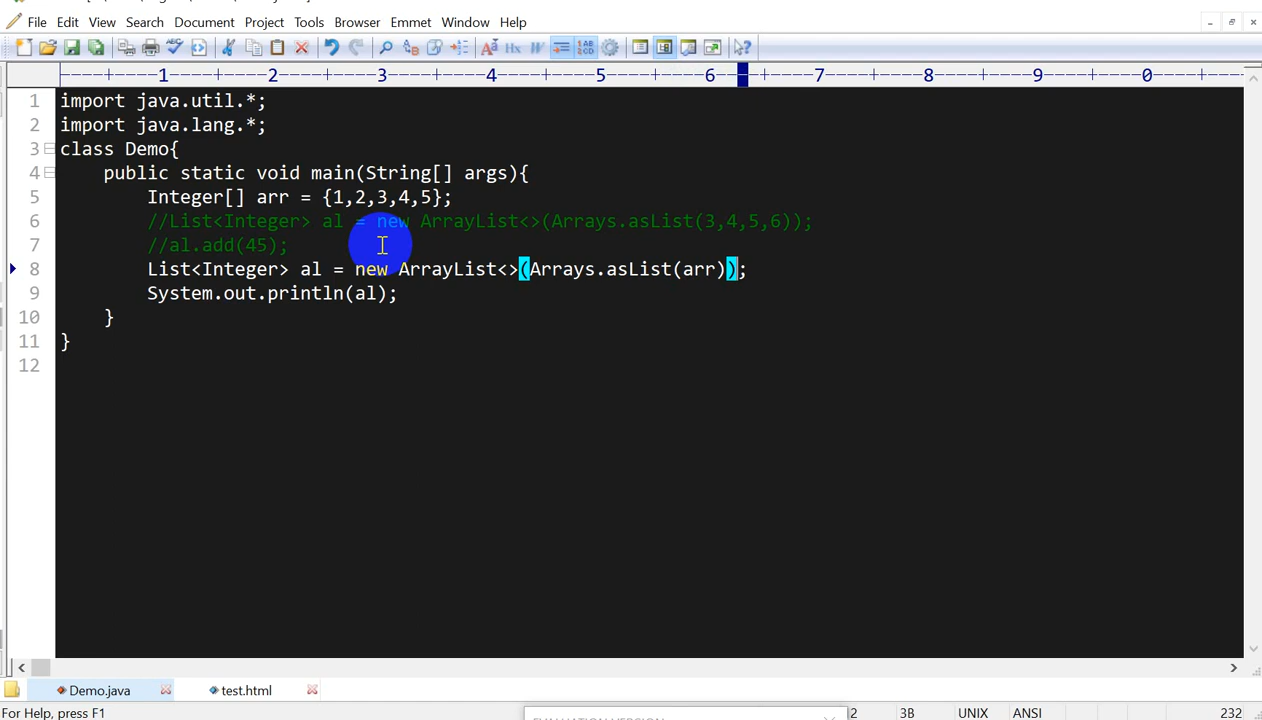 File Edit View Search Document Project Tools Browser Emmet Window Help
1 2 3 4 5 6 7 8 9 0
1 import java.util.*;
2 import java.lang.*;
3 class Demo{
4 public static void main(String[] args){
5 Integer[] arr = {1,2,3,4,5};
6 //List<Integer> al = new ArrayList<>(Arrays.asList(3,4,5,6));
7 //al.add(45);
8 List<Integer> al = new ArrayList<>(Arrays.asList(arr));
9 System.out.println(al);
10 }
11 }
12
Demo.java test.html
For Help, press F1 2 3B UNIX ANSI 232